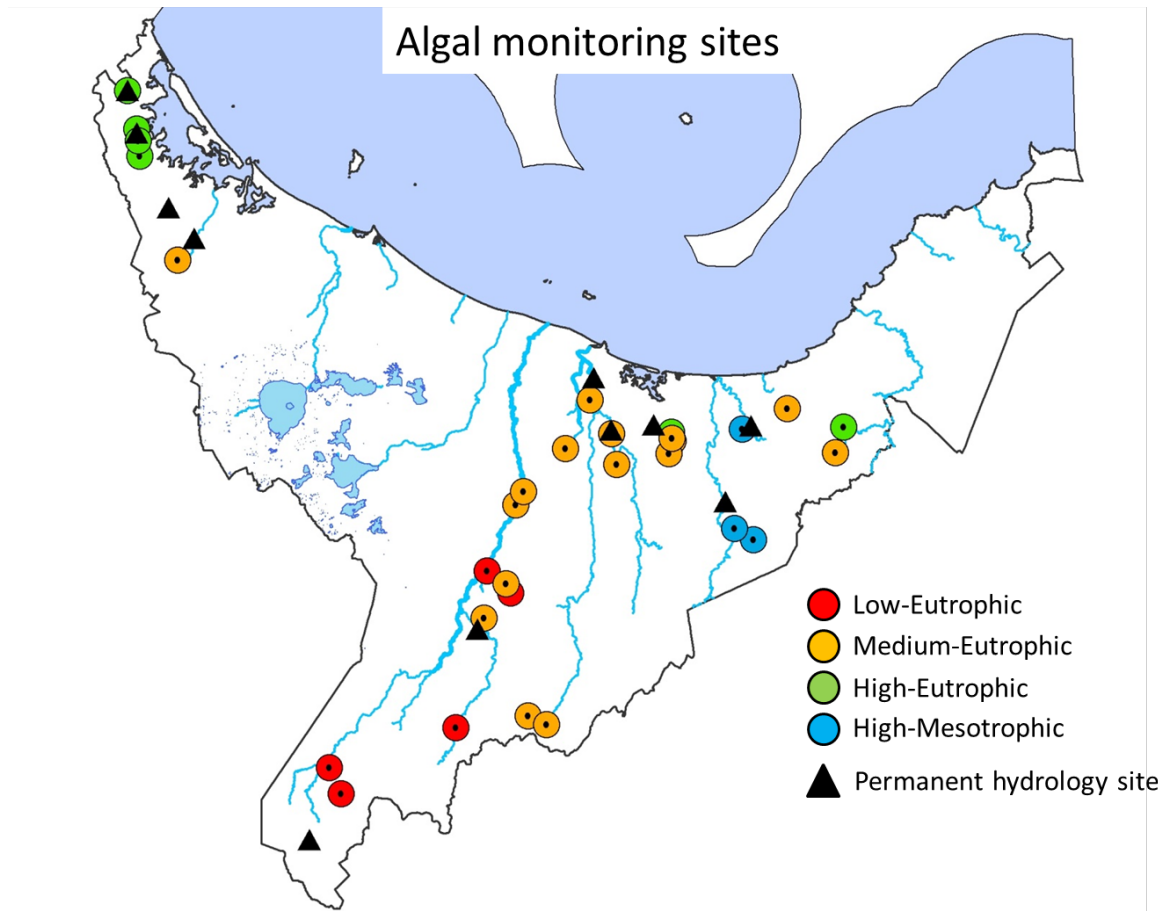 Algal monitoring sites
Low-Eutrophic
Medium-Eutrophic
High-Eutrophic
High-Mesotrophic
Permanent hydrology site